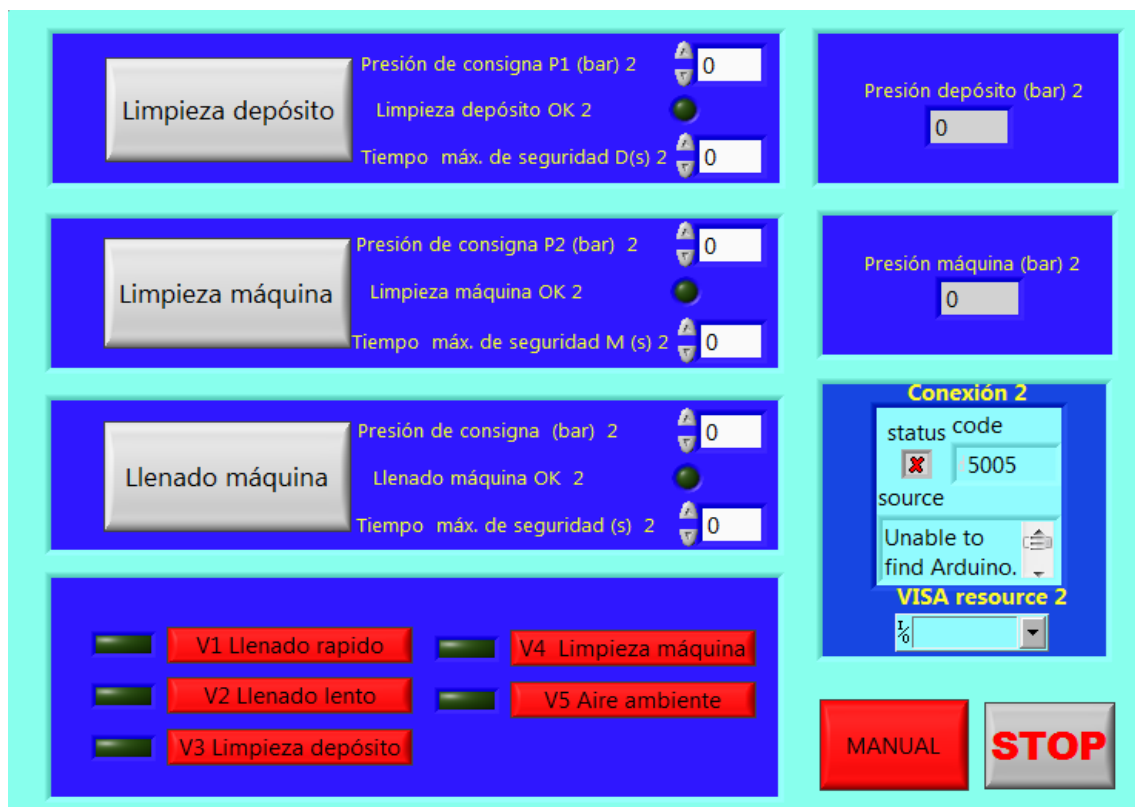 Limpieza depósito
Presión de consigna P1 (bar) 2
0
Limpieza depósito OK 2
Tiempo máx. de seguridad D(s) 2
0
Presión depósito (bar) 2
0
Limpieza máquina
Presión de consigna P2 (bar) 2
0
Limpieza máquina OK 2
Tiempo máx. de seguridad M (s) 2
0
Presión máquina (bar) 2
0
Llenado máquina
Presión de consigna (bar) 2
0
Llenado máquina OK 2
Tiempo máx. de seguridad (s) 2
0
Conexión 2
status
code
5005
source
Unable to
find Arduino.
VISA resource 2
I/O
V1 Llenado rapido
V2 Llenado lento
V3 Limpieza depósito
V4 Limpieza máquina
V5 Aire ambiente
MANUAL
STOP